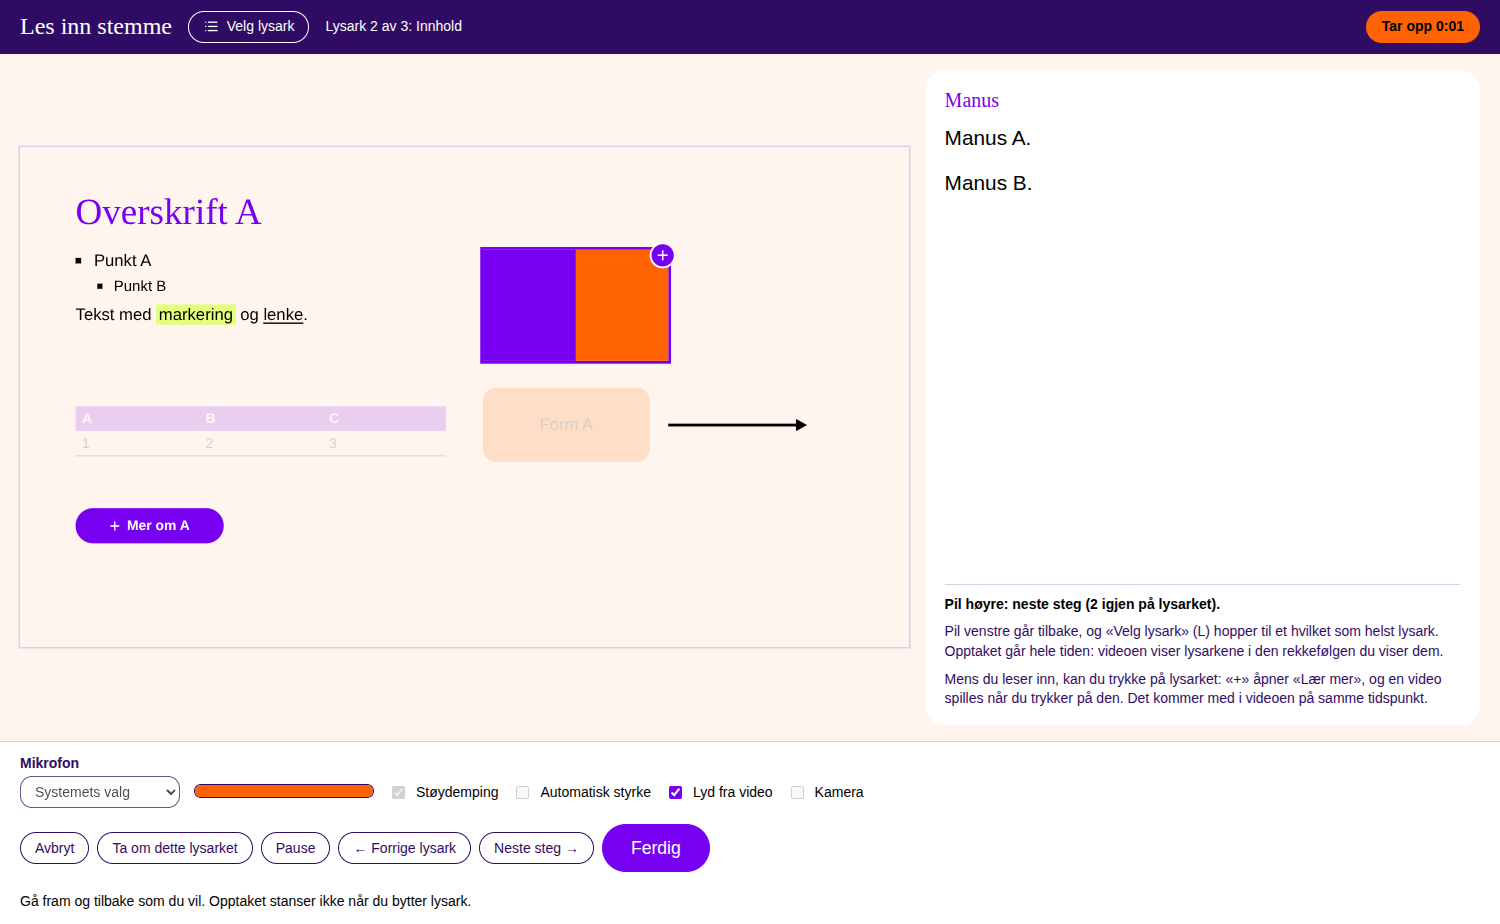 Les inn stemme
Velg lysark
Lysark 2 av 3: Innhold
Tar opp 0:01
Overskrift A
Punkt A
Punkt B
Tekst med markering og lenke.
A B C
1 2 3
Form A
+ Mer om A
Manus
Manus A.
Manus B.
Pil høyre: neste steg (2 igjen på lysarket).
Pil venstre går tilbake, og «Velg lysark» (L) hopper til et hvilket som helst lysark.
Opptaket går hele tiden: videoen viser lysarkene i den rekkefølgen du viser dem.
Mens du leser inn, kan du trykke på lysarket: «+» åpner «Lær mer», og en video
spilles når du trykker på den. Det kommer med i videoen på samme tidspunkt.
Mikrofon
Systemets valg
Støydemping
Automatisk styrke
Lyd fra video
Kamera
Avbryt
Ta om dette lysarket
Pause
← Forrige lysark
Neste steg →
Ferdig
Gå fram og tilbake som du vil. Opptaket stanser ikke når du bytter lysark.